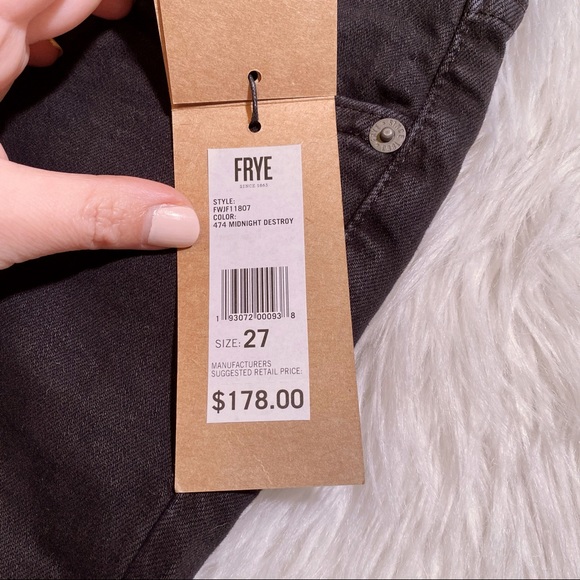 FRYE
STYLE:
FWJF11807
COLOR:
474 MIDNIGHT DESTROY
1 93072 00093 8
SIZE: 27
MANUFACTURERS
SUGGESTED RETAIL PRICE:
$178.00